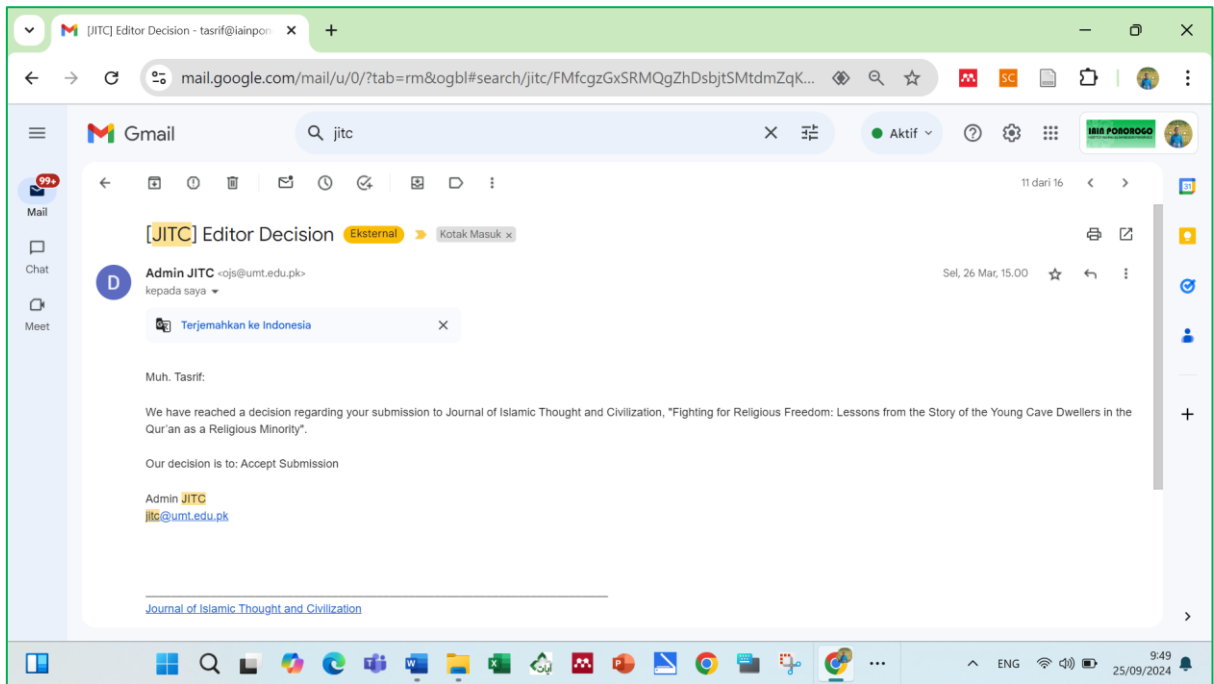 [JITC] Editor Decision - tasrif@iainpon
mail.google.com/mail/u/0/?tab=rm&ogbl#search/jitc/FMfcgzGxSRMQgZhDsbjtSMtdmZqK...
SC
Gmail
jitc
Aktif
IAIN PONOROGO
99+
Mail
Chat
Meet
11 dari 16
31
[JITC] Editor Decision Eksternal Kotak Masuk x
D
Admin JITC <ojs@umt.edu.pk>
Sel, 26 Mar, 15.00
kepada saya
Terjemahkan ke Indonesia
Muh. Tasrif:
We have reached a decision regarding your submission to Journal of Islamic Thought and Civilization, "Fighting for Religious Freedom: Lessons from the Story of the Young Cave Dwellers in the
Qur'an as a Religious Minority".
Our decision is to: Accept Submission
Admin JITC
jitc@umt.edu.pk
Journal of Islamic Thought and Civilization
ENG
9:49
25/09/2024